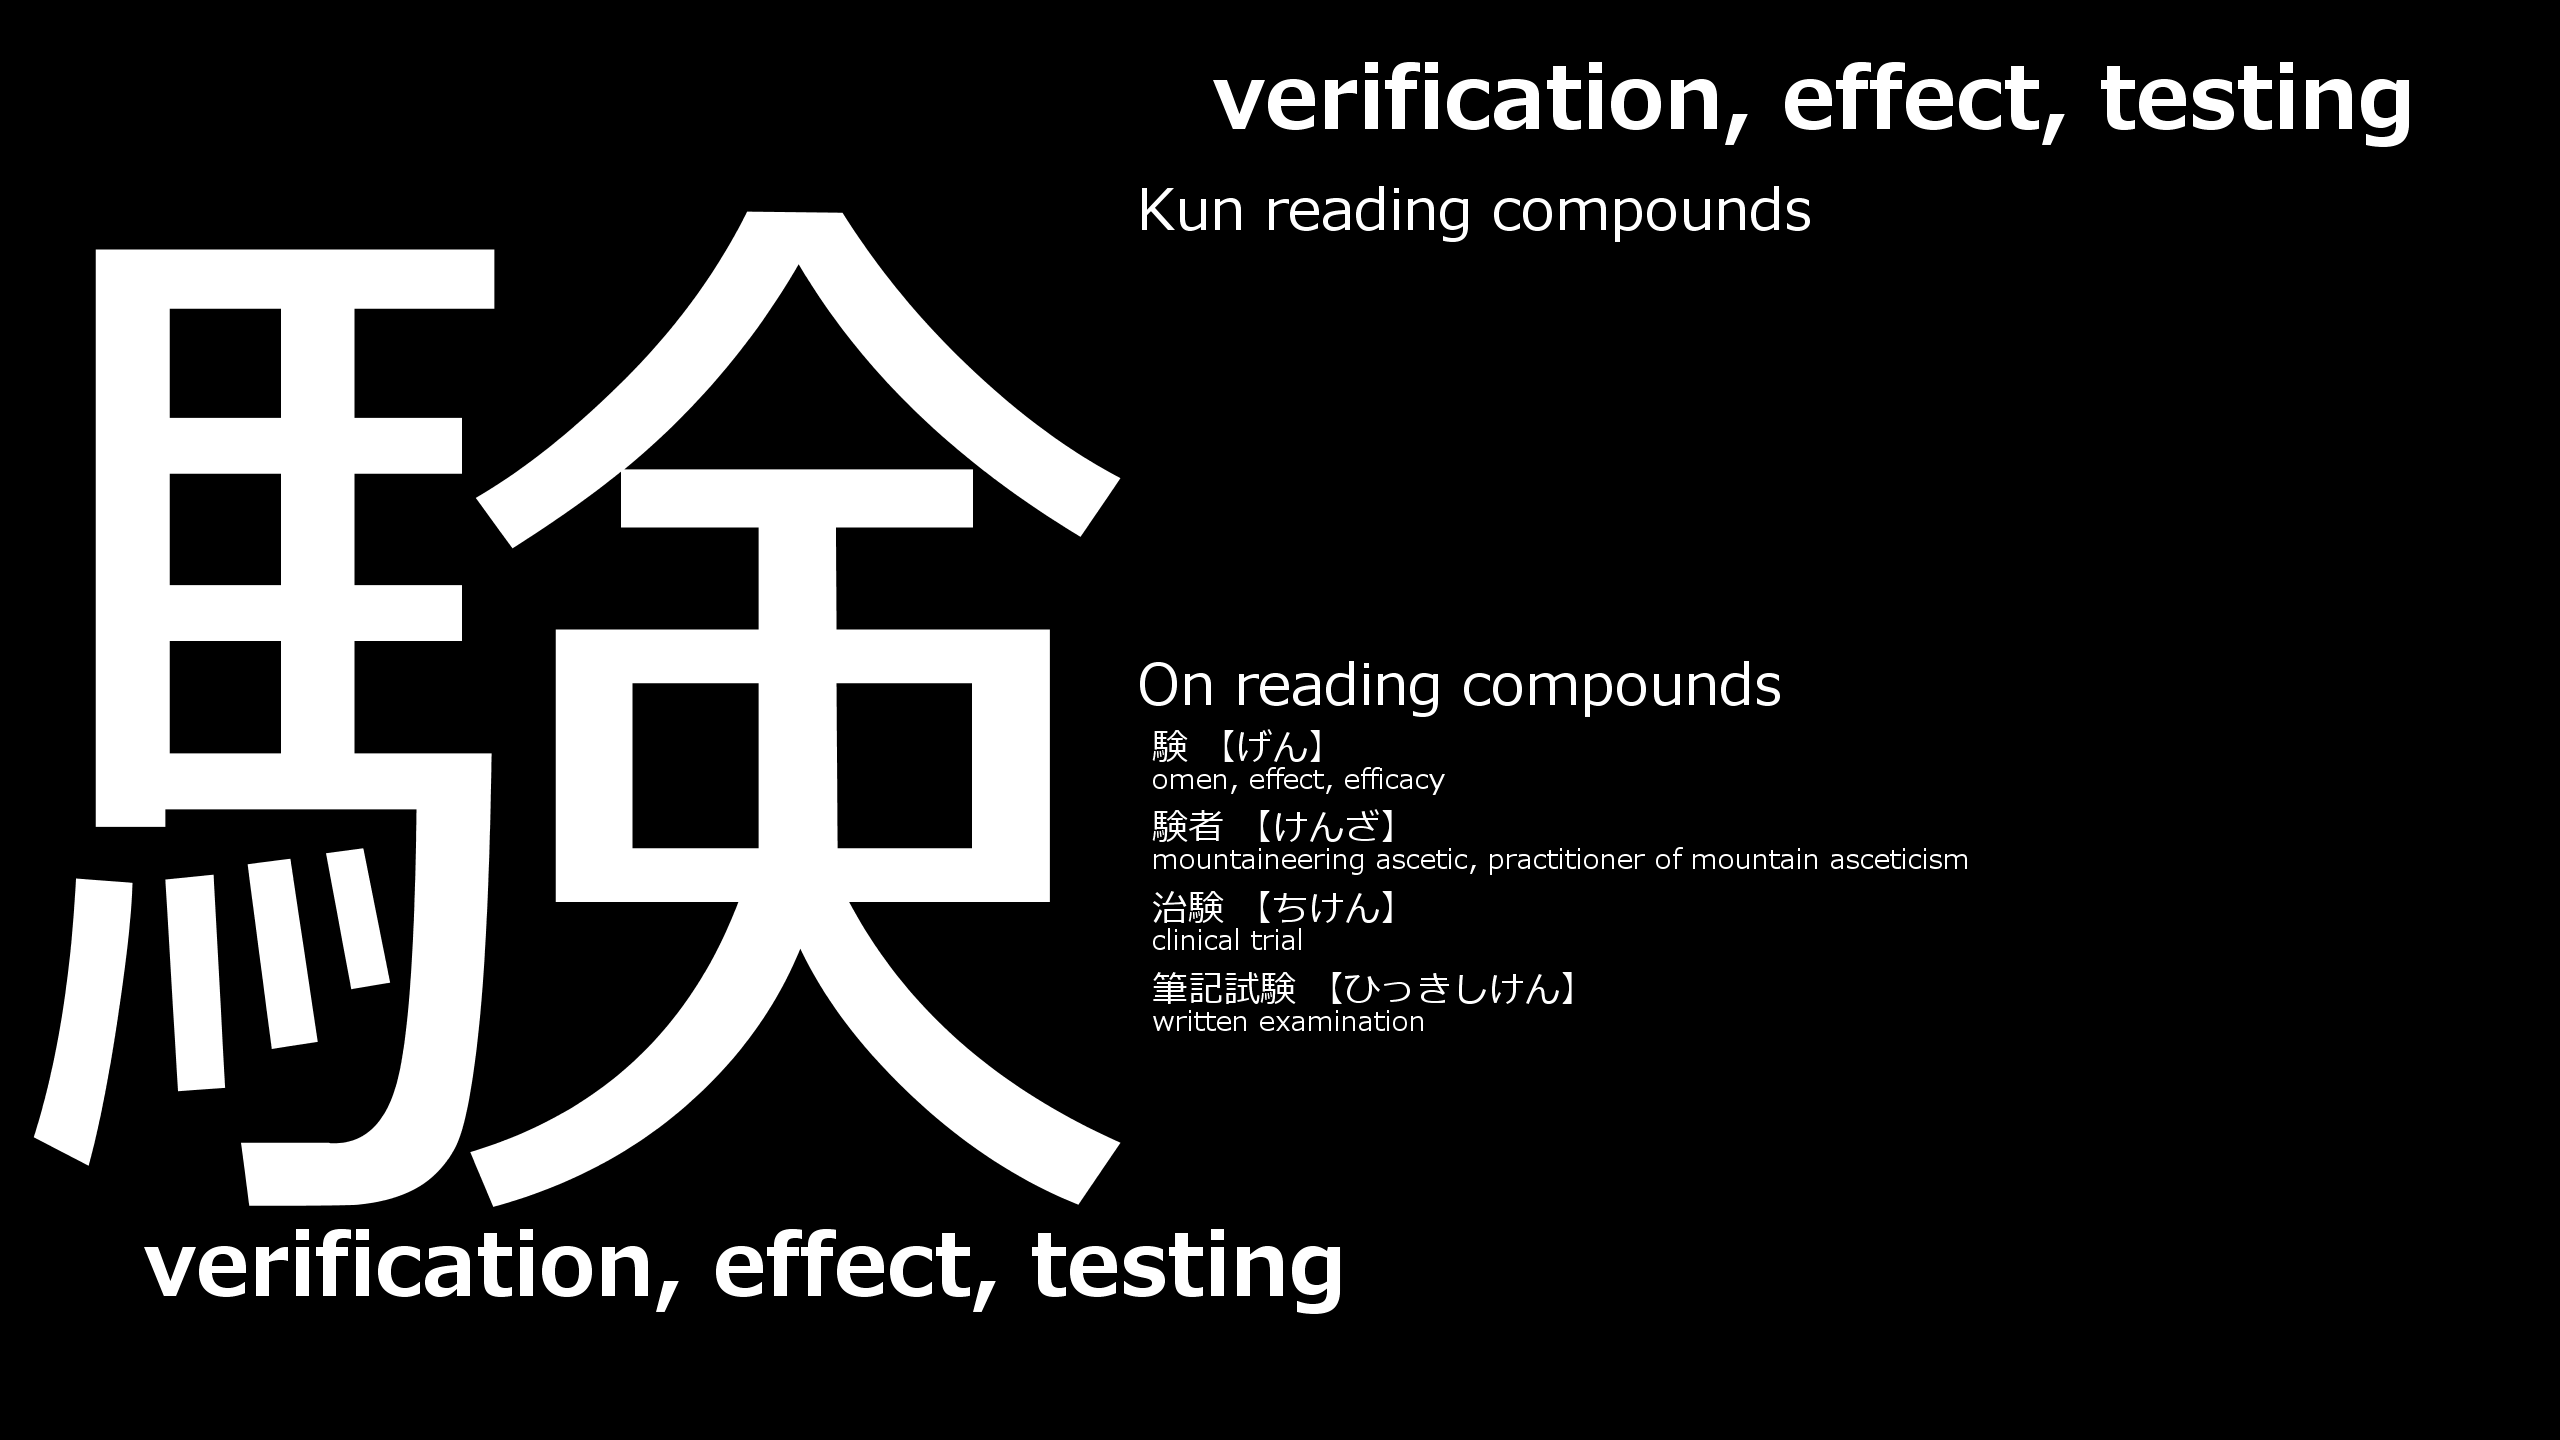 験
verification, effect, testing
verification, effect, testing
Kun reading compounds
On reading compounds
験 【げん】
omen, effect, efficacy
験者 【けんざ】
mountaineering ascetic, practitioner of mountain asceticism
治験 【ちけん】
clinical trial
筆記試験 【ひっきしけん】
written examination